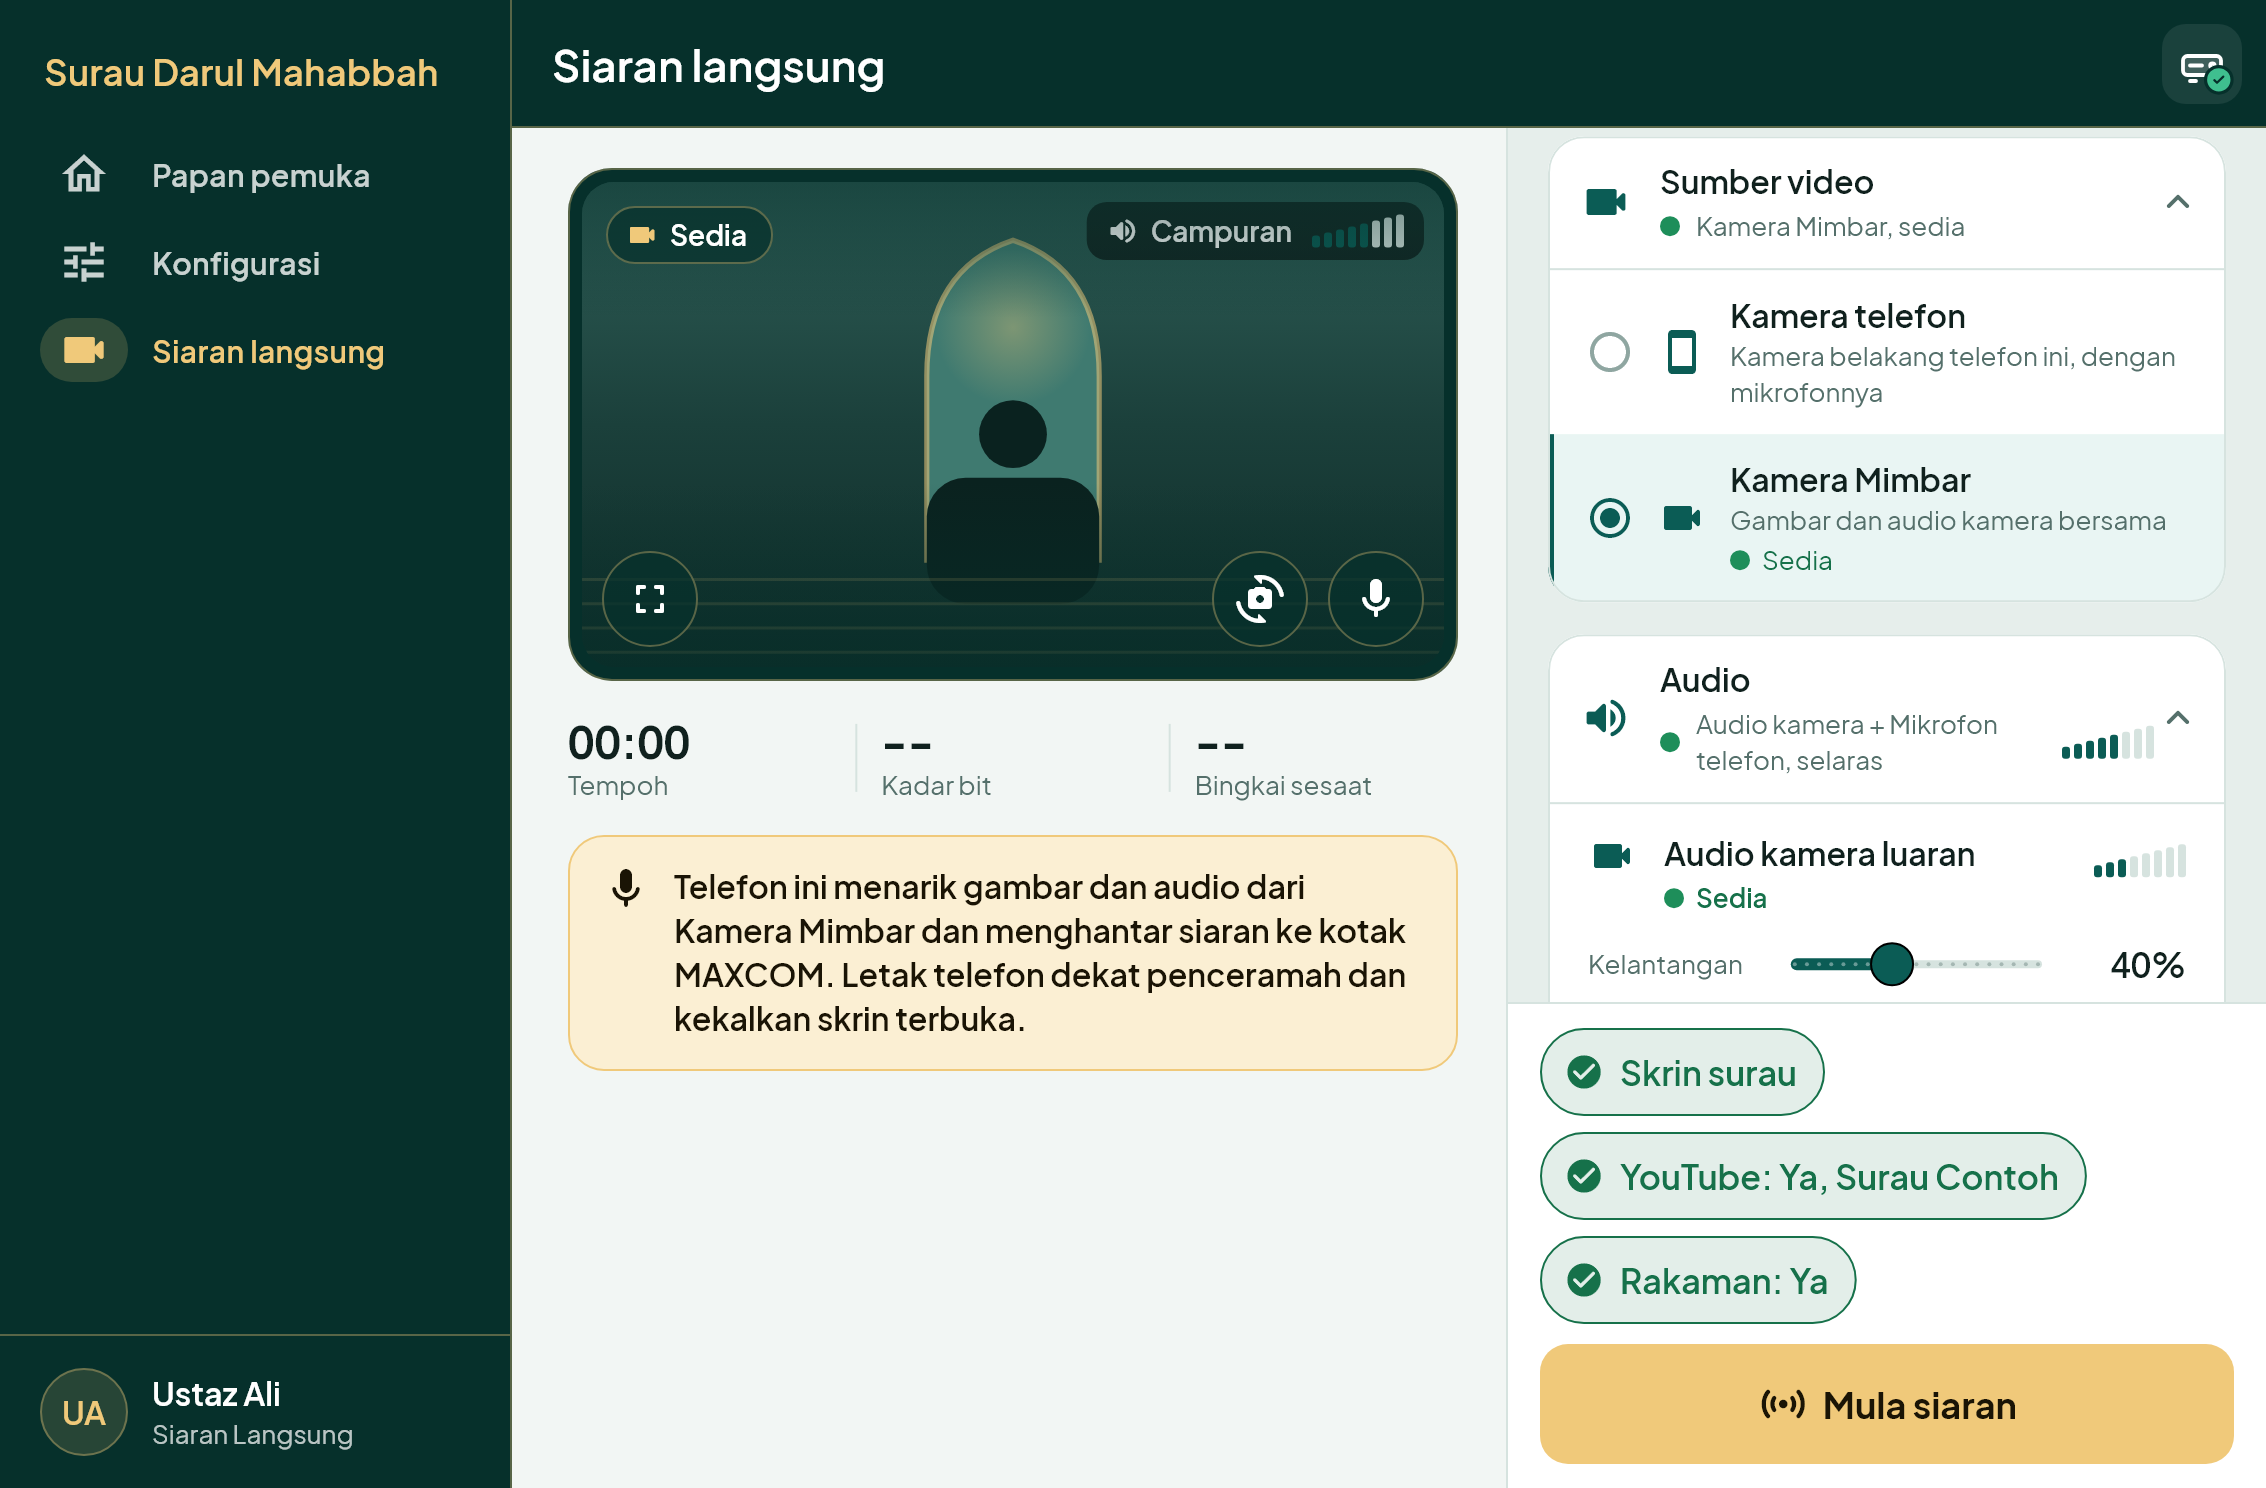 Surau Darul Mahabbah
Papan pemuka
Konfigurasi
Siaran langsung
Ustaz Ali
Siaran Langsung
UA
Siaran langsung
Sedia
Campuran
00:00
Tempoh
--
Kadar bit
--
Bingkai sesaat
Telefon ini menarik gambar dan audio dari
Kamera Mimbar dan menghantar siaran ke kotak
MAXCOM. Letak telefon dekat penceramah dan
kekalkan skrin terbuka.
Sumber video
Kamera Mimbar, sedia
Kamera telefon
Kamera belakang telefon ini, dengan
mikrofonnya
Kamera Mimbar
Gambar dan audio kamera bersama
Sedia
Audio
Audio kamera + Mikrofon
telefon, selaras
Audio kamera luaran
Sedia
Kelantangan
40%
Skrin surau
YouTube: Ya, Surau Contoh
Rakaman: Ya
Mula siaran